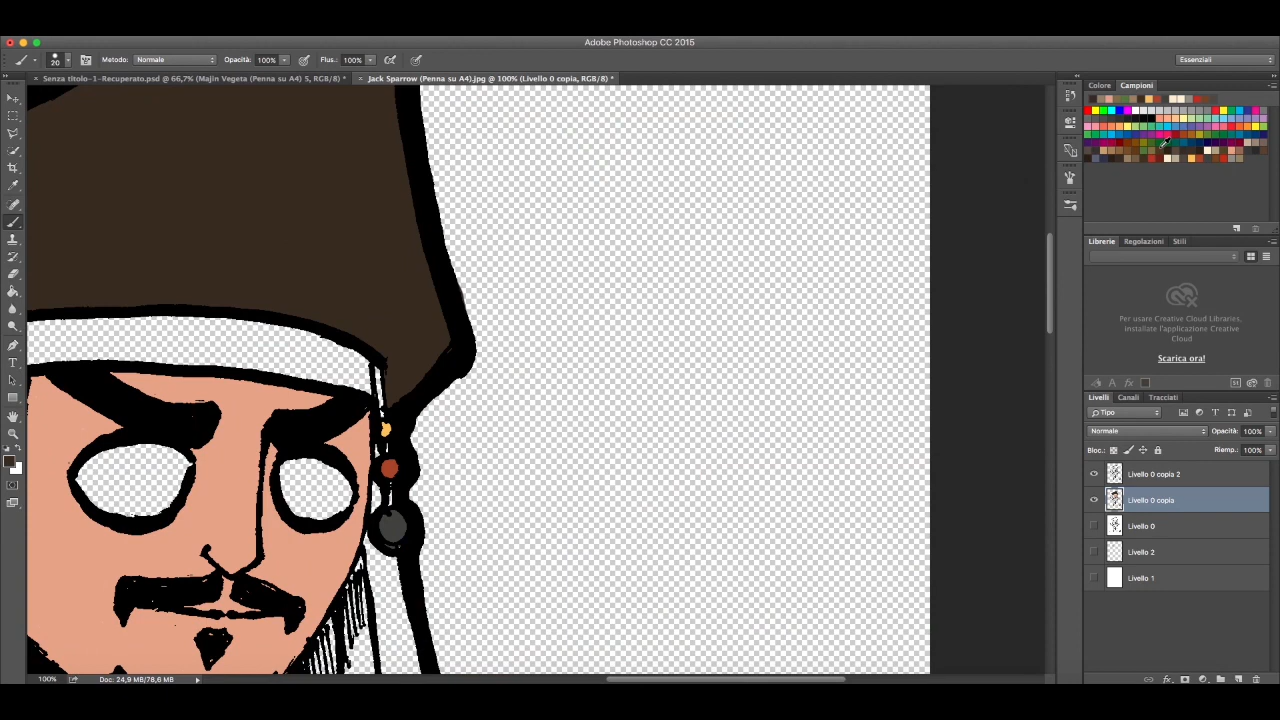 Adobe Photoshop CC 2015
20 Metodo: Normale Opacità: 100% Flus.: 100% Essenziali
Senza titolo-1-Recuperato.psd @ 66,7% (Majin Vegeta (Penna su A4) 5, RGB/8) *
Jack Sparrow (Penna su A4).jpg @ 100% (Livello 0 copia, RGB/8) *
Colore Campioni
Librerie Regolazioni Stili
Per usare Creative Cloud Libraries,
installate l'applicazione Creative
Cloud
Scarica ora!
Livelli Canali Tracciati
Tipo
Normale Opacità: 100%
Bloc.: Riemp.: 100%
Livello 0 copia 2
Livello 0 copia
Livello 0
Livello 2
Livello 1
100% Doc: 24,9 MB/78,6 MB